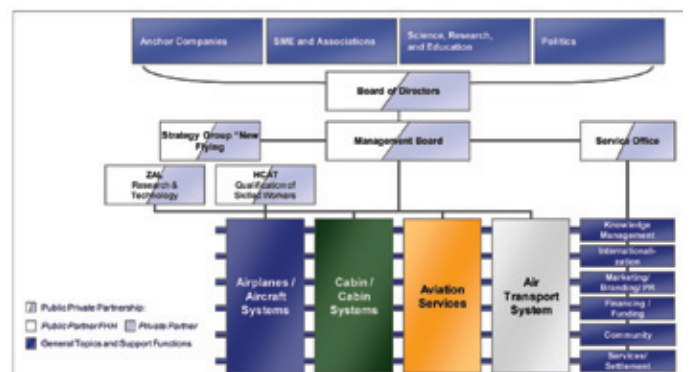 Anchor Companies
SME and Associations
Science, Research,
and Education
Politics
Board of Directors
Strategy Group "New
Flying
Management Board
Service Office
ZAL
Research &
Technology
HCAT
Qualification of
Skilled Workers
Airplanes /
Aircraft
Systems
Cabin /
Cabin
Systems
Aviation
Services
Air
Transport
System
Knowledge
Management
Internationali-
zation
Marketing/
Branding/PR
Financing /
Funding
Community
Services/
Settlement
Public Private Partnership:
Public Partner FHH
Private Partner
General Topics and Support Functions